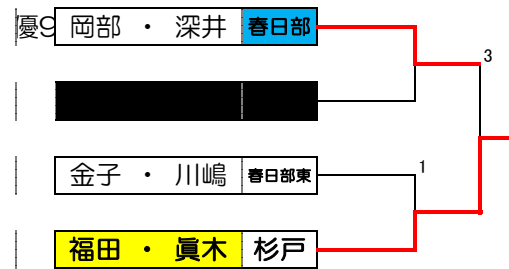 優9 岡部 ・ 深井 春日部
3
金子 ・ 川嶋 春日部東
1
福田 ・ 眞木 杉戸